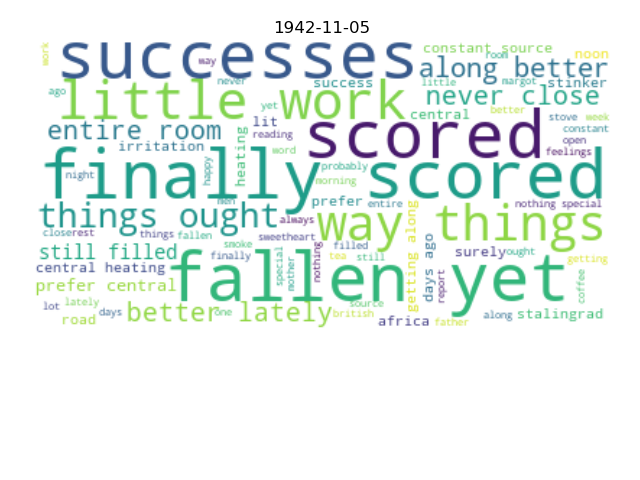 1942-11-05
work
successes
way
constant source
room
noon
along better
ago
never
success
little
margot
stinker
little work
yet
never close
central
better
entire room
lit
reading
scored
stove
week
constant
irritation
heating
word
open
feelings
night
happy
finally scored
probably
morning
men
prefer
entire
nothing special
things ought
always
way things
closerest
things
fallen
sweetheart
getting along
still filled
smoke
finally
special
mother
nothing
filled
tea
still
days ago
surely
ought
getting
central heating
report
coffee
prefer central
fallen yet
source
lot
lately
road
days
better lately
one
british
africa
father
along
stalingrad